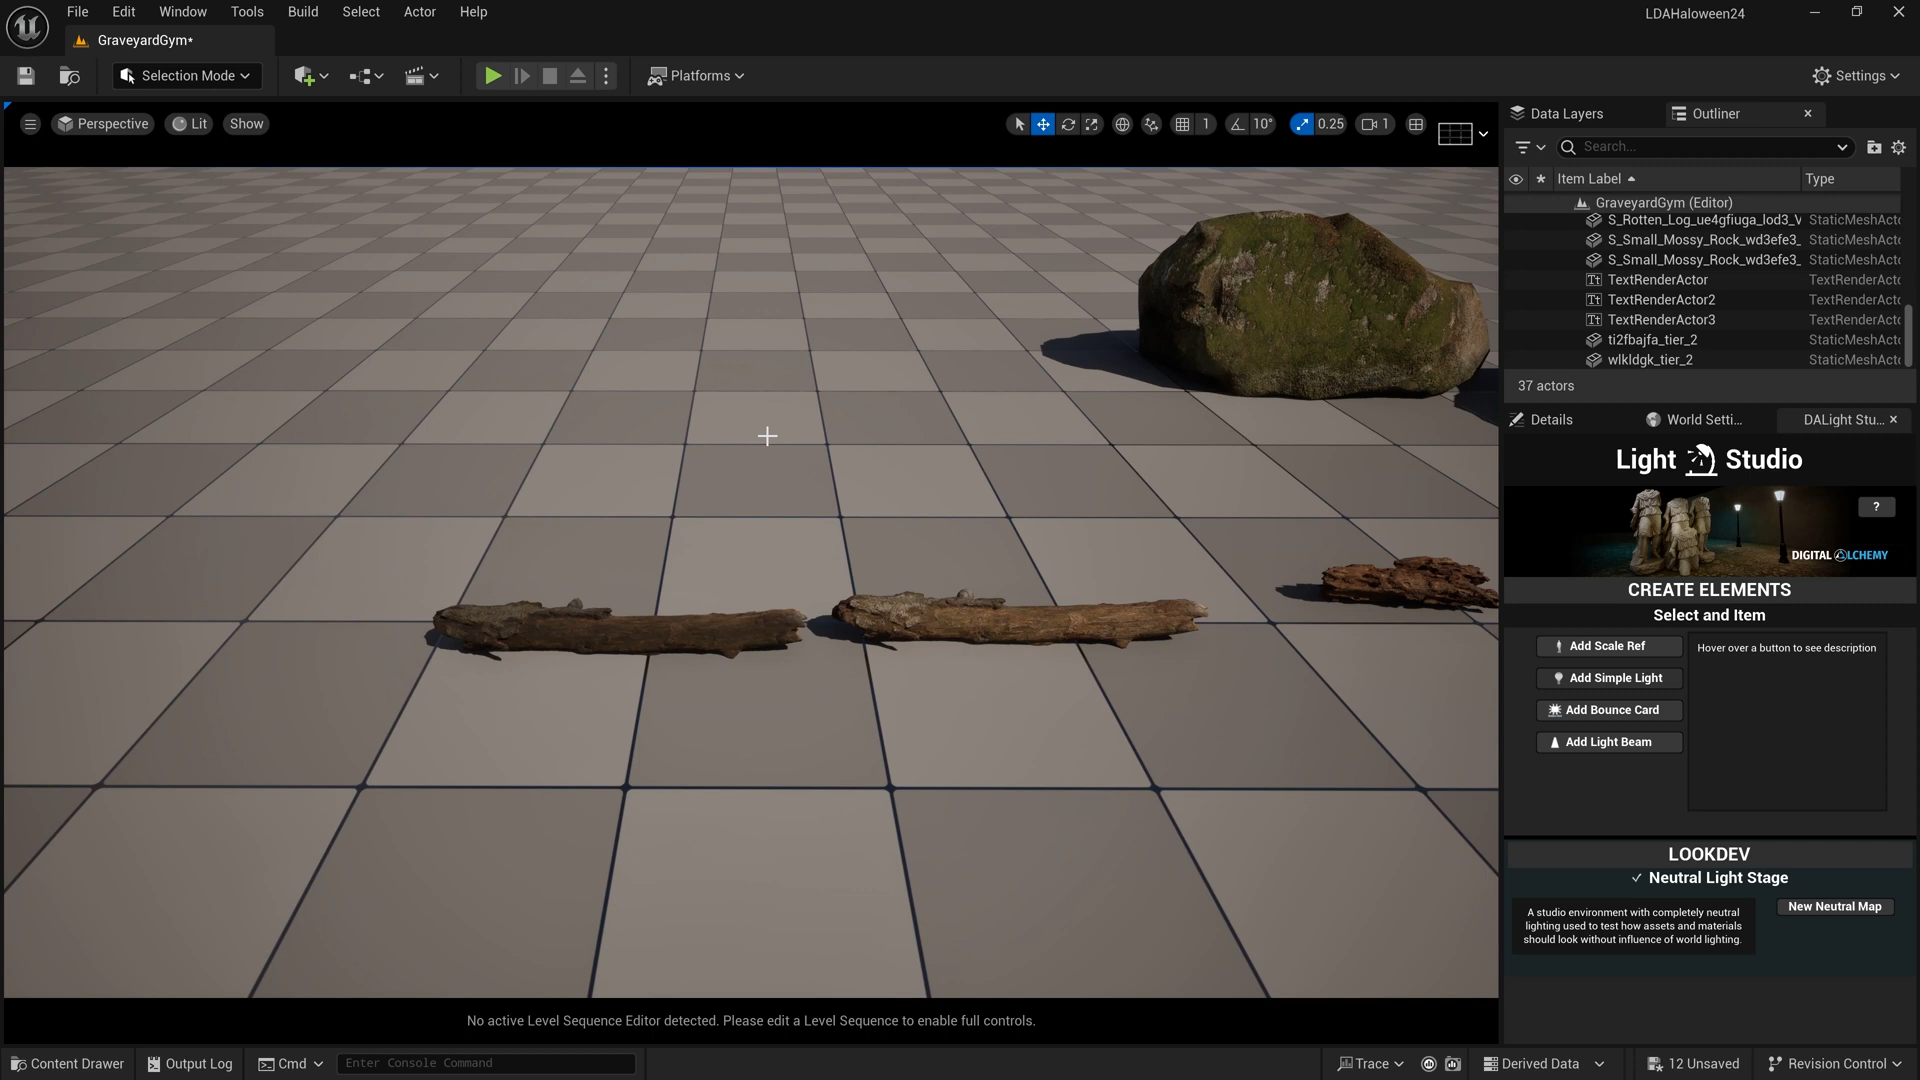 File Edit Window Tools Build Select Actor Help
LDAHaloween24
GraveyardGym*
Selection Mode
Platforms
Settings
Perspective Lit Show
1 10° 0.25 1
Data Layers Outliner
Search...
Item Label Type
GraveyardGym (Editor)
S_Rotten_Log_ue4gfiuga_lod3_V StaticMeshActo
S_Small_Mossy_Rock_wd3efe3_ StaticMeshActo
S_Small_Mossy_Rock_wd3efe3_ StaticMeshActo
TextRenderActor TextRenderActo
TextRenderActor2 TextRenderActo
TextRenderActor3 TextRenderActo
ti2fbajfa_tier_2 StaticMeshActo
wlkldgk_tier_2 StaticMeshActo
37 actors
Details World Setti... DALight Stu...
Light Studio
?
DIGITAL ALCHEMY
CREATE ELEMENTS
Select and Item
Add Scale Ref
Add Simple Light
Add Bounce Card
Add Light Beam
Hover over a button to see description
LOOKDEV
Neutral Light Stage
A studio environment with completely neutral
lighting used to test how assets and materials
should look without influence of world lighting.
New Neutral Map
No active Level Sequence Editor detected. Please edit a Level Sequence to enable full controls.
Content Drawer Output Log Cmd Enter Console Command Trace Derived Data 12 Unsaved Revision Control